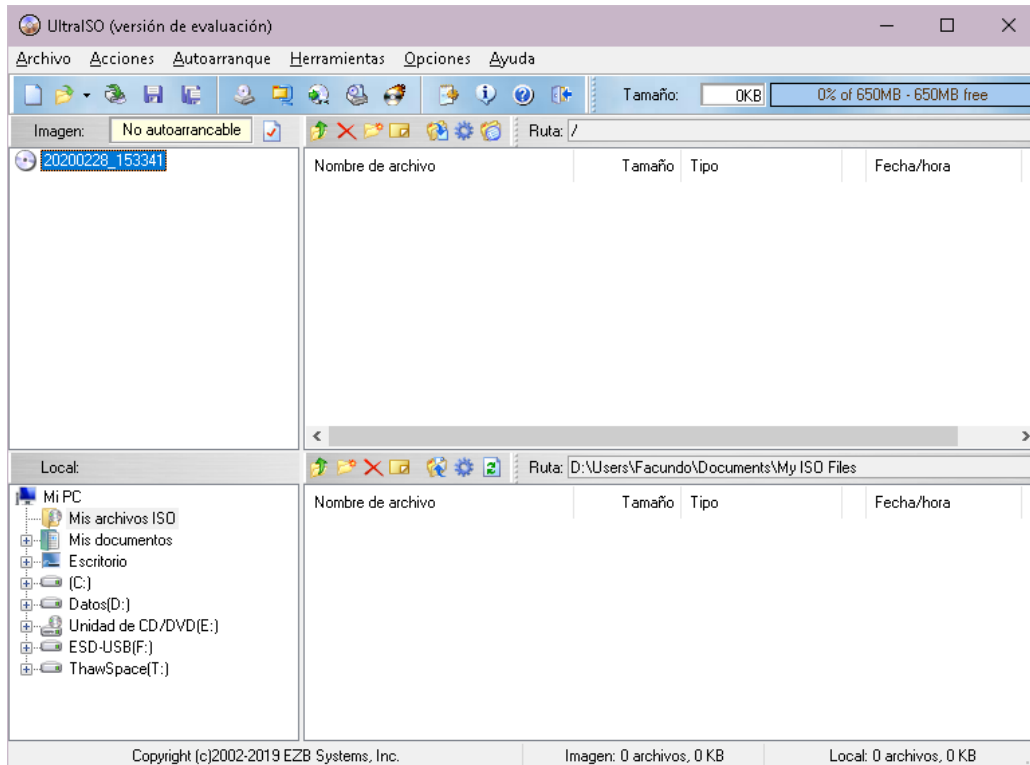 UltraISO (versión de evaluación)
Archivo Acciones Autoarranque Herramientas Opciones Ayuda
Tamaño: 0KB 0% of 650MB - 650MB free
Imagen: No autoarrancable Ruta: /
20200228_153341
Nombre de archivo Tamaño Tipo Fecha/hora
Local: Ruta: D:\Users\Facundo\Documents\My ISO Files
Mi PC
Nombre de archivo Tamaño Tipo Fecha/hora
Mis archivos ISO
Mis documentos
Escritorio
(C:)
Datos(D:)
Unidad de CD/DVD(E:)
ESD-USB(F:)
ThawSpace(T:)
Copyright (c)2002-2019 EZB Systems, Inc. Imagen: 0 archivos, 0 KB Local: 0 archivos, 0 KB